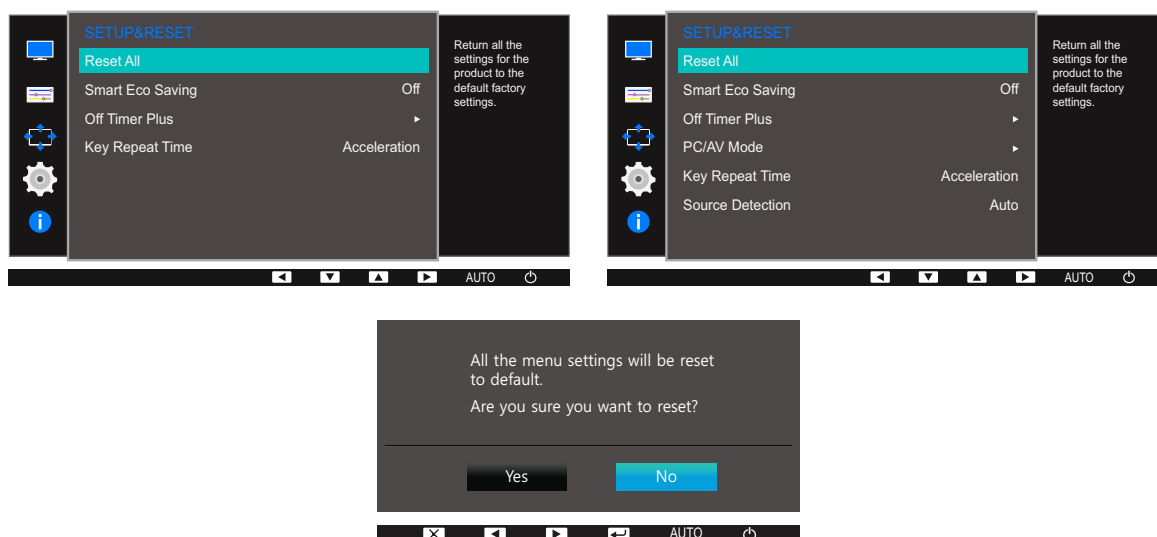 SETUP&RESET
Reset All
Smart Eco Saving Off
Off Timer Plus
Key Repeat Time Acceleration
Return all the
settings for the
product to the
default factory
settings.
AUTO
SETUP&RESET
Reset All
Smart Eco Saving Off
Off Timer Plus
PC/AV Mode
Key Repeat Time Acceleration
Source Detection Auto
Return all the
settings for the
product to the
default factory
settings.
AUTO
All the menu settings will be reset
to default.
Are you sure you want to reset?
Yes No
AUTO